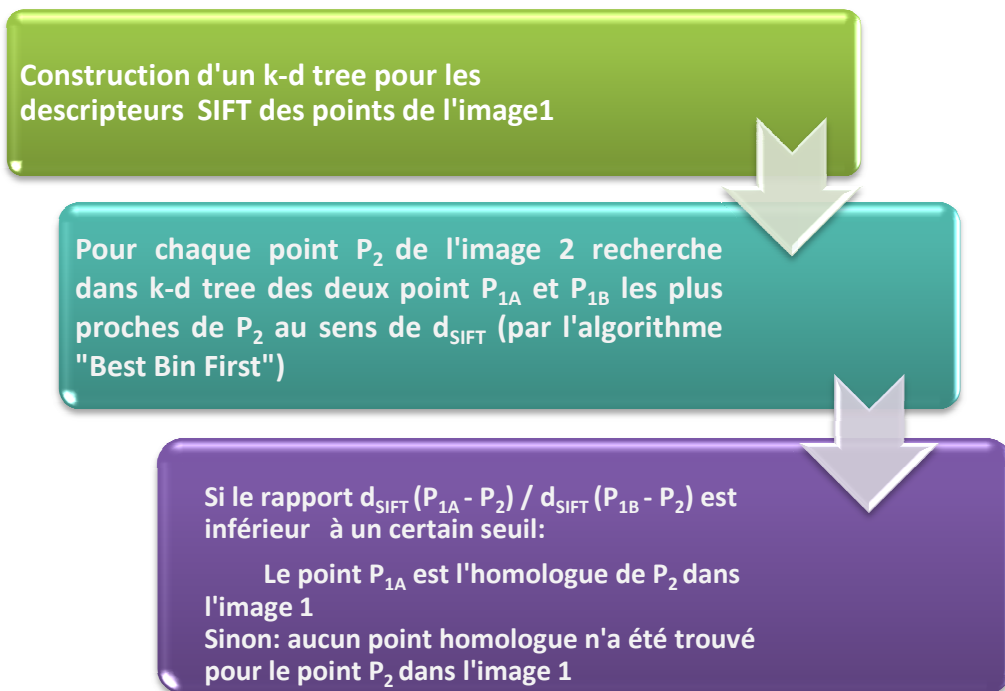 Construction d'un k-d tree pour les
descripteurs SIFT des points de l'image1
Pour chaque point P₂ de l'image 2 recherche
dans k-d tree des deux point P₁A et P₁B les plus
proches de P₂ au sens de dSIFT (par l'algorithme
"Best Bin First")
Si le rapport dSIFT (P₁A - P₂) / dSIFT (P₁B - P₂) est
inférieur à un certain seuil:
Le point P₁A est l'homologue de P₂ dans
l'image 1
Sinon: aucun point homologue n'a été trouvé
pour le point P₂ dans l'image 1